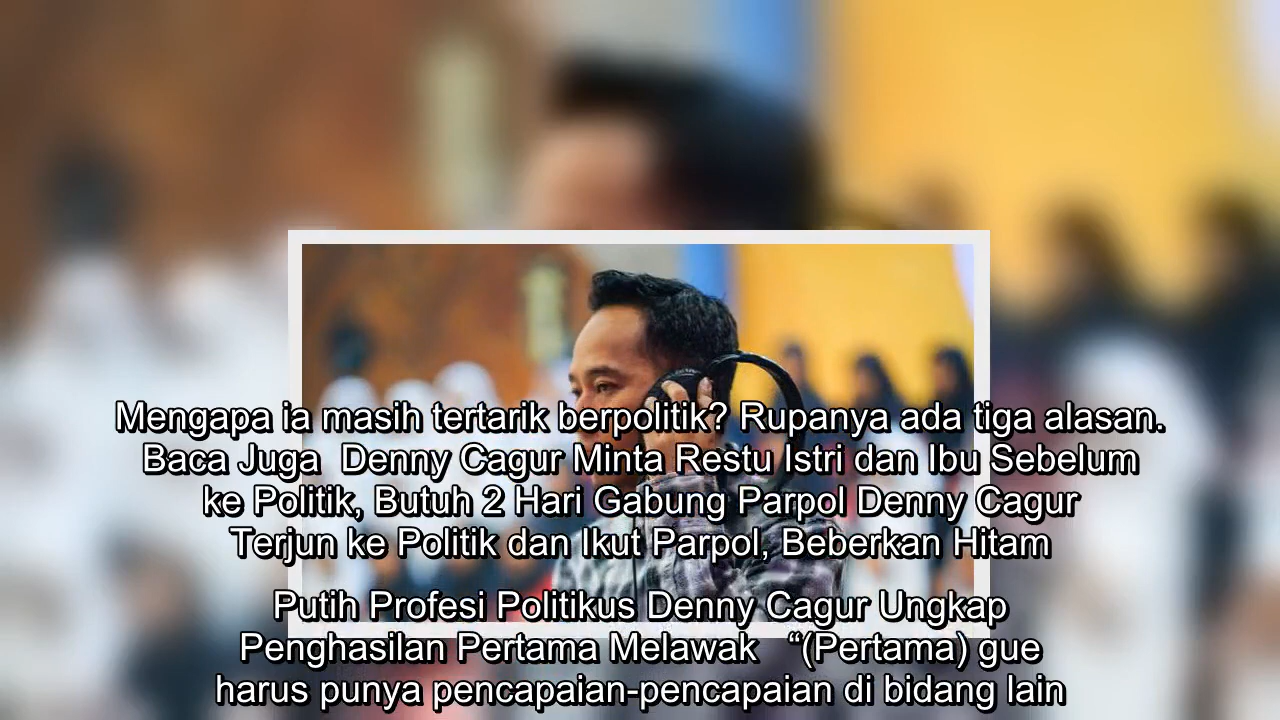 Mengapa ia masih tertarik berpolitik? Rupanya ada tiga alasan.
Baca Juga  Denny Cagur Minta Restu Istri dan Ibu Sebelum
ke Politik, Butuh 2 Hari Gabung Parpol Denny Cagur
Terjun ke Politik dan Ikut Parpol, Beberkan Hitam
Putih Profesi Politikus Denny Cagur Ungkap
Penghasilan Pertama Melawak   “(Pertama) gue
harus punya pencapaian-pencapaian di bidang lain